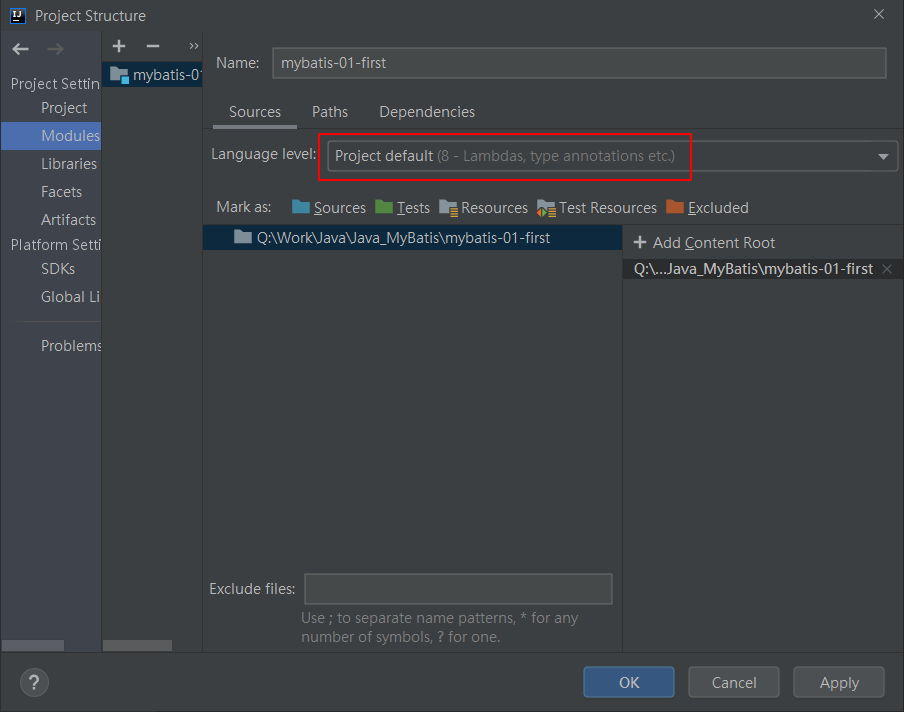 Project Structure
Project Settin
Project
Modules
Libraries
Facets
Artifacts
Platform Setti
SDKs
Global Li
Problems
mybatis-01
Name: mybatis-01-first
Sources Paths Dependencies
Language level: Project default (8 - Lambdas, type annotations etc.)
Mark as: Sources Tests Resources Test Resources Excluded
Q:\Work\Java\Java_MyBatis\mybatis-01-first
Add Content Root
Q:\...Java_MyBatis\mybatis-01-first
Exclude files:
Use ; to separate name patterns, * for any
number of symbols, ? for one.
? OK Cancel Apply